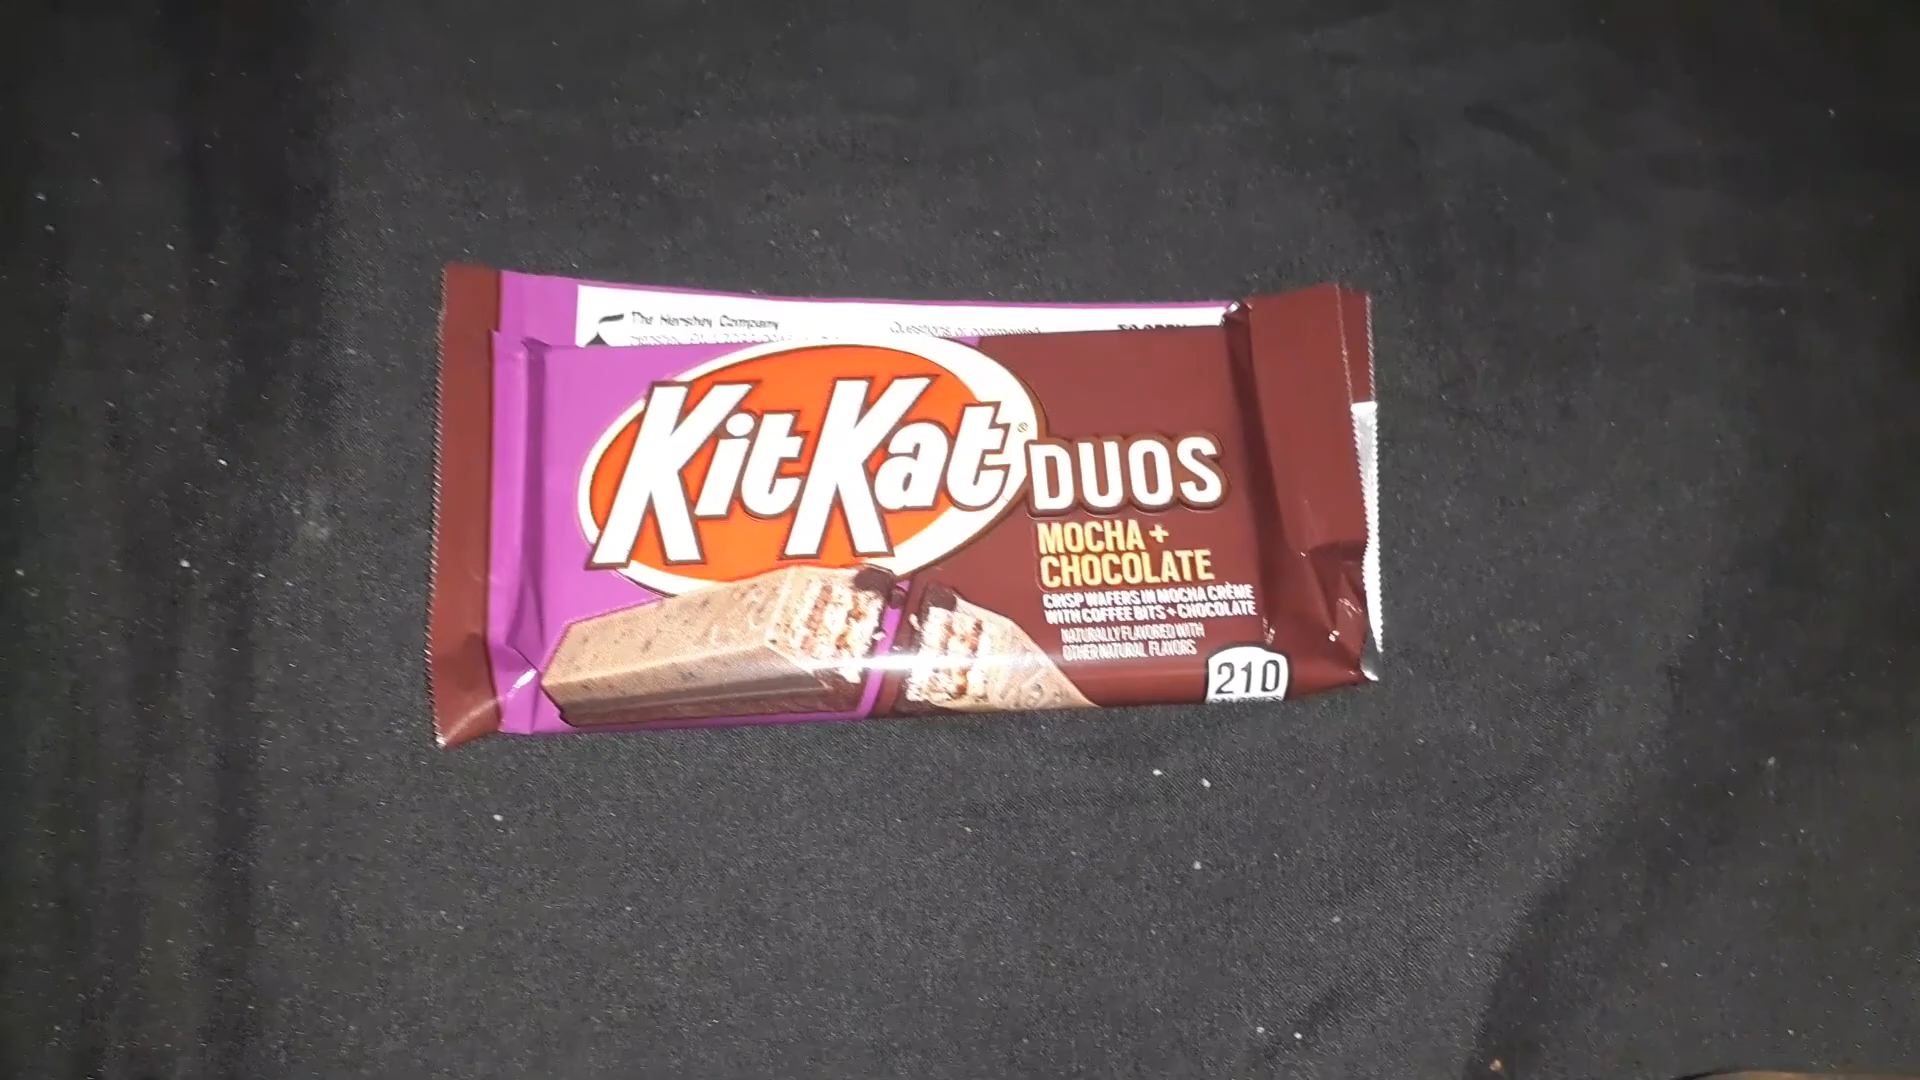 The Hershey Company
KitKat®
DUOS
MOCHA +
CHOCOLATE
CRISP WAFERS IN MOCHA CRÈME
WITH COFFEE BITS + CHOCOLATE
NATURALLY FLAVORED WITH
OTHER NATURAL FLAVORS
210